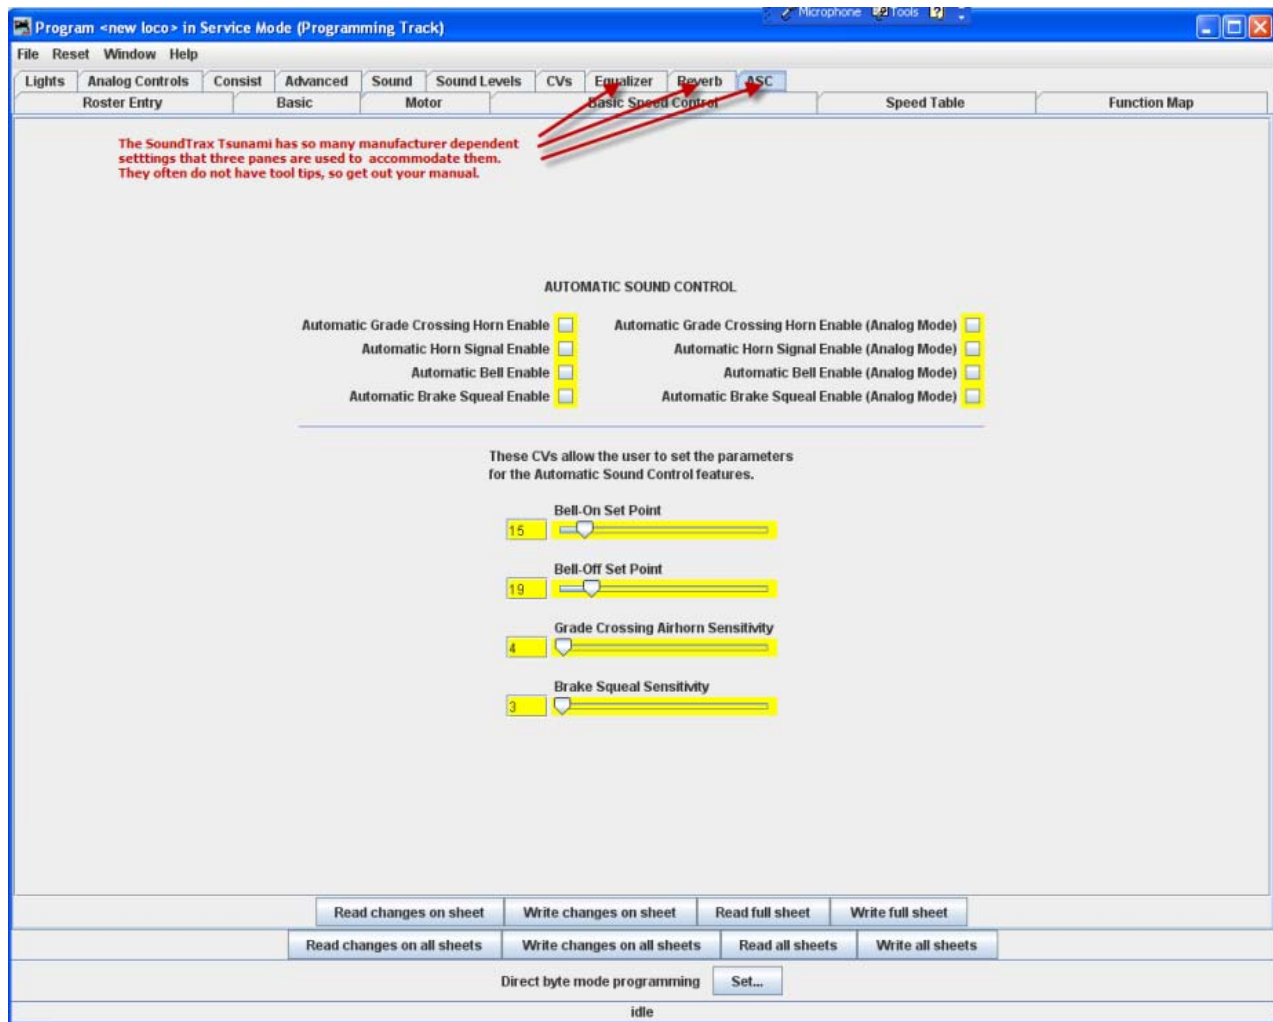 Microphone Tools
Program <new loco> in Service Mode (Programming Track)
File Reset Window Help
Lights Analog Controls Consist Advanced Sound Sound Levels CVs Equalizer Reverb ASC
Roster Entry Basic Motor Basic Speed Control Speed Table Function Map
The SoundTrax Tsunami has so many manufacturer dependent
setttings that three panes are used to accommodate them.
They often do not have tool tips, so get out your manual.
AUTOMATIC SOUND CONTROL
Automatic Grade Crossing Horn Enable Automatic Grade Crossing Horn Enable (Analog Mode)
Automatic Horn Signal Enable Automatic Horn Signal Enable (Analog Mode)
Automatic Bell Enable Automatic Bell Enable (Analog Mode)
Automatic Brake Squeal Enable Automatic Brake Squeal Enable (Analog Mode)
These CVs allow the user to set the parameters
for the Automatic Sound Control features.
Bell-On Set Point
15
Bell-Off Set Point
19
Grade Crossing Airhorn Sensitivity
4
Brake Squeal Sensitivity
3
Read changes on sheet Write changes on sheet Read full sheet Write full sheet
Read changes on all sheets Write changes on all sheets Read all sheets Write all sheets
Direct byte mode programming Set...
idle